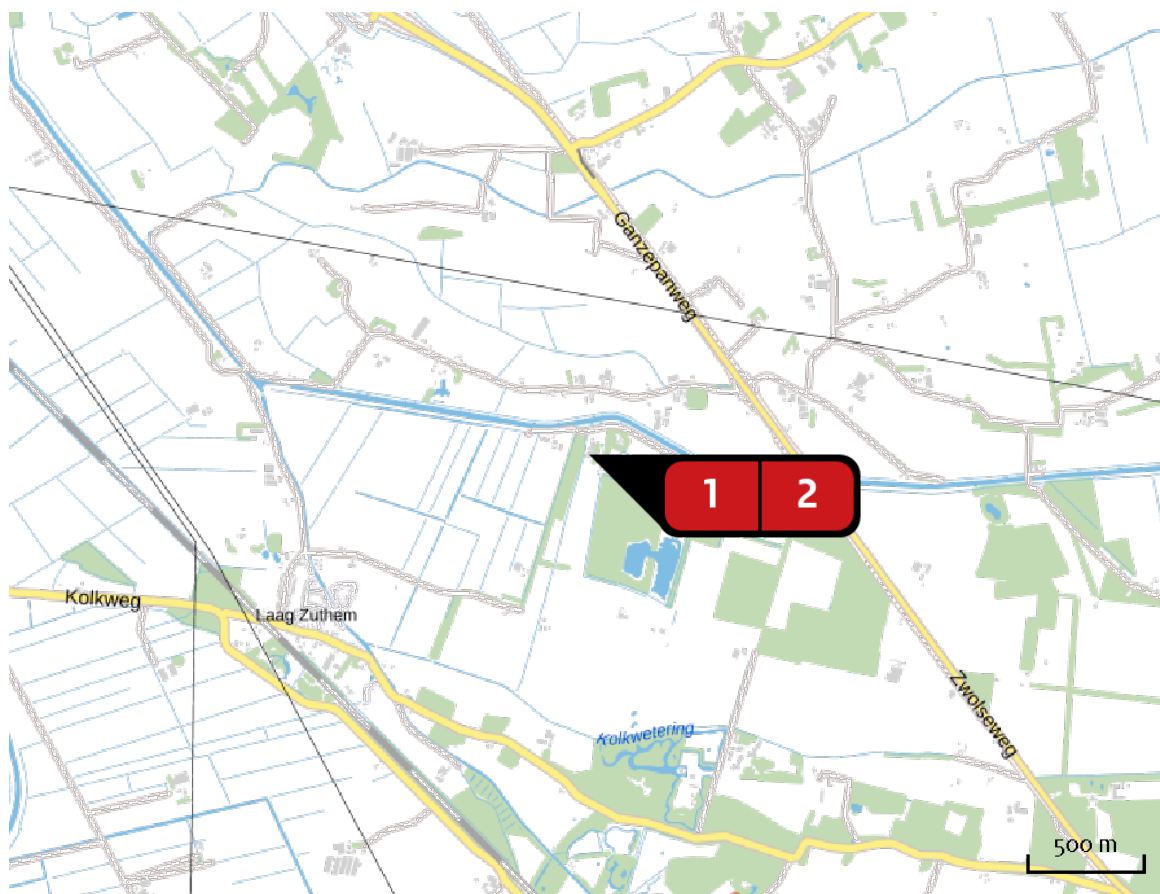 Ganzepanweg
1 2
Kolkweg
Laag Zuthem
Zwolseweg
Kolkwetering
500 m